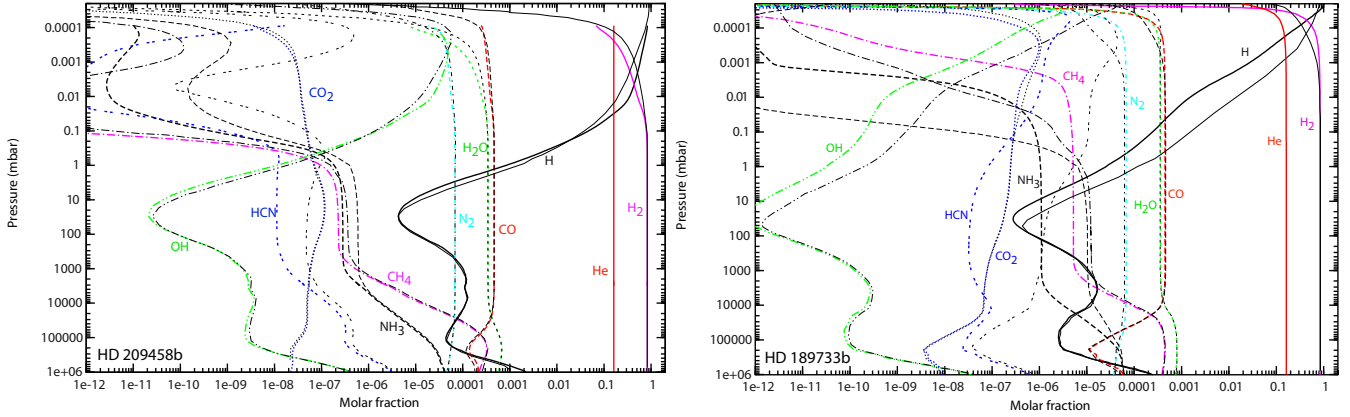 0.0001
0.001
0.01
0.1
1
10
100
1000
10000
100000
1e+06
Pressure (mbar)
CO2
H2O
H
HCN
N2
H2
OH
CO
He
CH4
NH3
HD 209458b
1e-12 1e-11 1e-10 1e-09 1e-08 1e-07 1e-06 1e-05 0.0001 0.001 0.01 0.1 1
Molar fraction
0.0001
0.001
0.01
0.1
1
10
100
1000
10000
100000
1e+06
Pressure (mbar)
H
CH4
N2
H2
He
OH
NH3
H2O
CO
HCN
CO2
HD 189733b
1e-12 1e-11 1e-10 1e-09 1e-08 1e-07 1e-06 1e-05 0.0001 0.001 0.01 0.1 1
Molar fraction